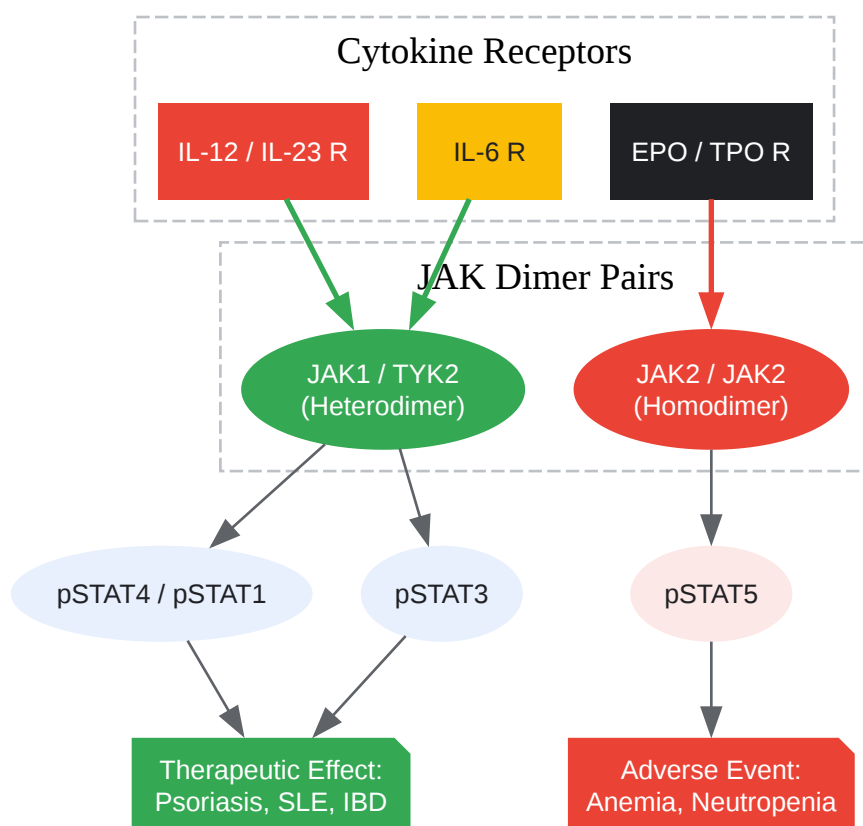 Cytokine Receptors
IL-12 / IL-23 R
IL-6 R
EPO / TPO R
JAK Dimer Pairs
JAK1 / TYK2
(Heterodimer)
JAK2 / JAK2
(Homodimer)
pSTAT4 / pSTAT1
pSTAT3
pSTAT5
Therapeutic Effect:
Psoriasis, SLE, IBD
Adverse Event:
Anemia, Neutropenia